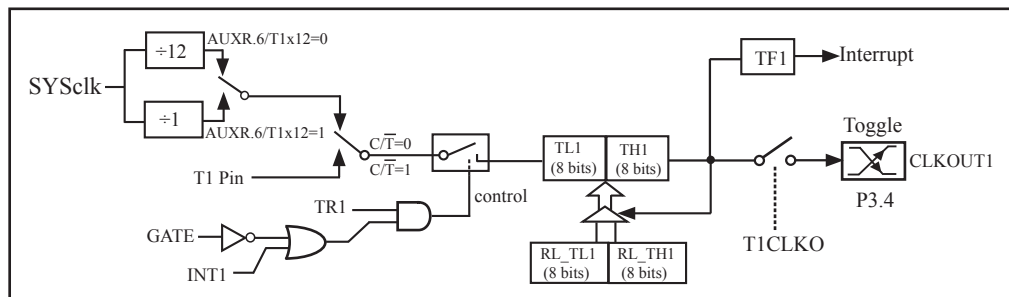 ÷12
AUXR.6/T1x12=0
SYSclk
÷1
AUXR.6/T1x12=1
T1 Pin
C/T̅=0
C/T̅=1
control
TR1
GATE
INT1
TL1
(8 bits)
TH1
(8 bits)
RL_TL1
(8 bits)
RL_TH1
(8 bits)
TF1
Interrupt
Toggle
CLKOUT1
P3.4
T1CLKO